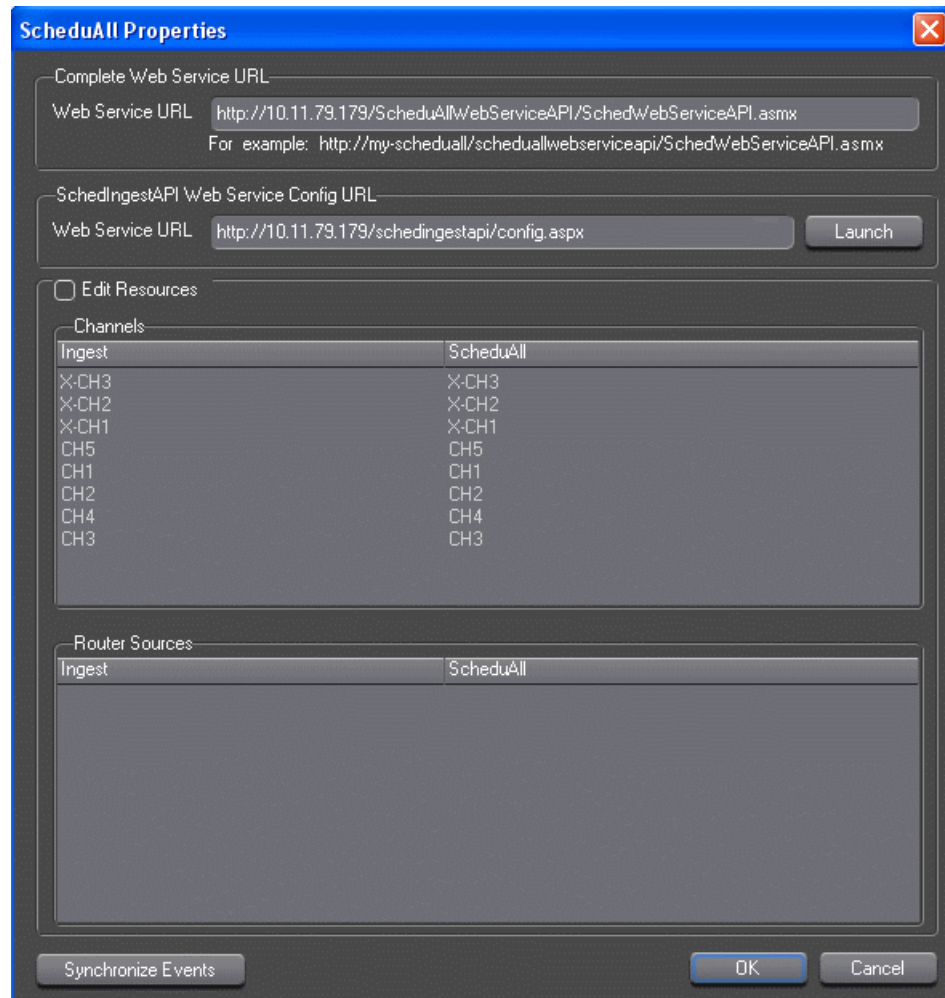 ScheduAll Properties
Complete Web Service URL
Web Service URL http://10.11.79.179/ScheduAllWebServiceAPI/SchedWebServiceAPI.asmx
For example: http://my-scheduall/scheduallwebserviceapi/SchedWebServiceAPI.asmx
SchedIngestAPI Web Service Config URL
Web Service URL http://10.11.79.179/schedingestapi/config.aspx Launch
Edit Resources
Channels
Ingest ScheduAll
X-CH3 X-CH3
X-CH2 X-CH2
X-CH1 X-CH1
CH5 CH5
CH1 CH1
CH2 CH2
CH4 CH4
CH3 CH3
Router Sources
Ingest ScheduAll
Synchronize Events OK Cancel